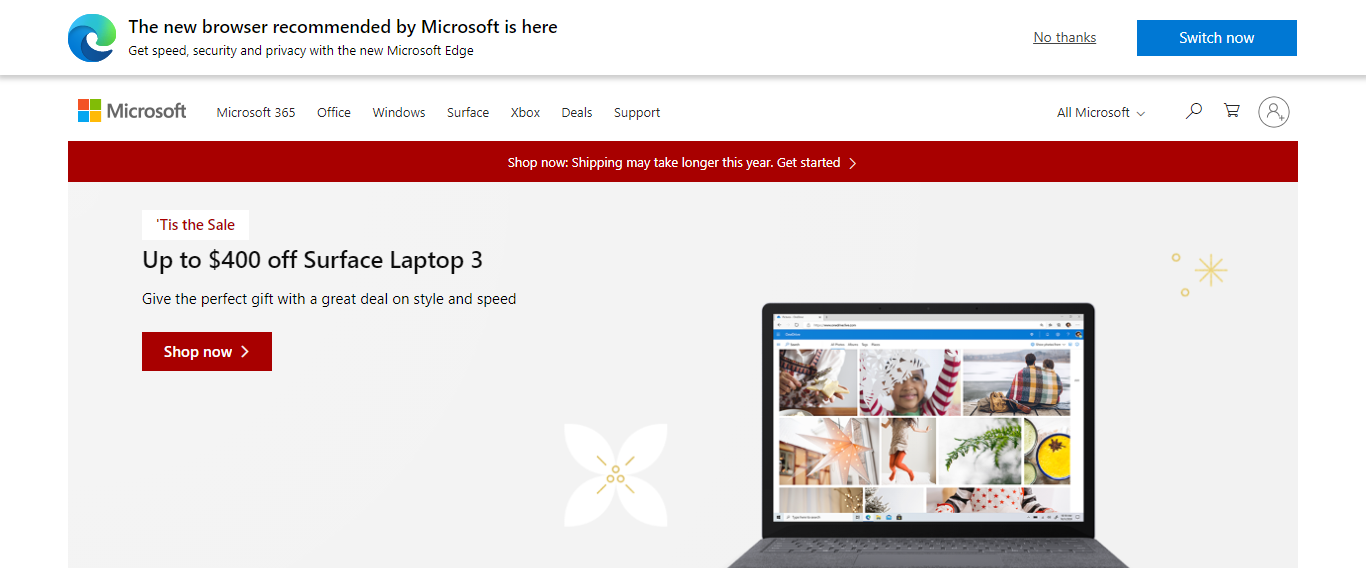 The new browser recommended by Microsoft is here
Get speed, security and privacy with the new Microsoft Edge
No thanks
Switch now
Microsoft
Microsoft 365 Office Windows Surface Xbox Deals Support
All Microsoft
Shop now: Shipping may take longer this year. Get started
'Tis the Sale
Up to $400 off Surface Laptop 3
Give the perfect gift with a great deal on style and speed
Shop now